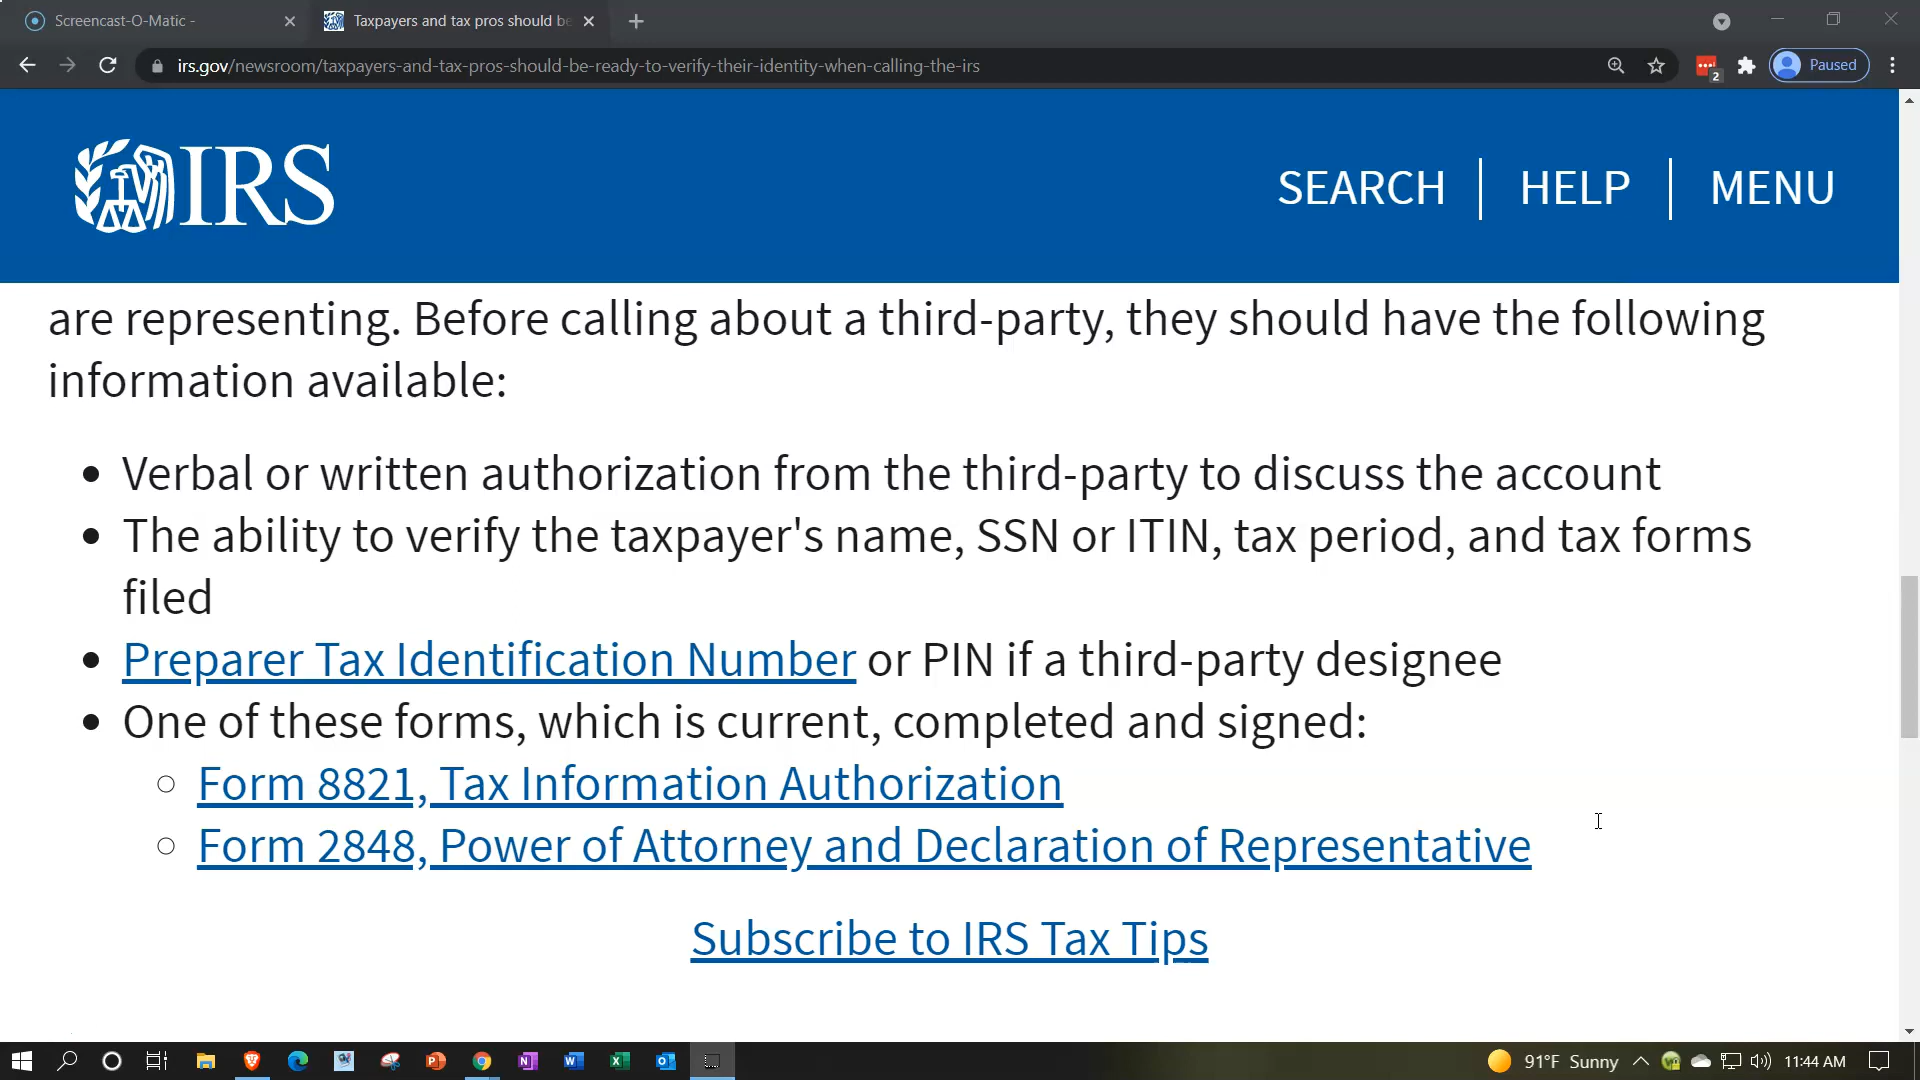 Screencast-O-Matic -
Taxpayers and tax pros should be
irs.gov/newsroom/taxpayers-and-tax-pros-should-be-ready-to-verify-their-identity-when-calling-the-irs
2
Paused
IRS
SEARCH
HELP
MENU
are representing. Before calling about a third-party, they should have the following
information available:
• Verbal or written authorization from the third-party to discuss the account
• The ability to verify the taxpayer's name, SSN or ITIN, tax period, and tax forms
filed
• Preparer Tax Identification Number or PIN if a third-party designee
• One of these forms, which is current, completed and signed:
○ Form 8821, Tax Information Authorization
○ Form 2848, Power of Attorney and Declaration of Representative
Subscribe to IRS Tax Tips
91°F Sunny
11:44 AM